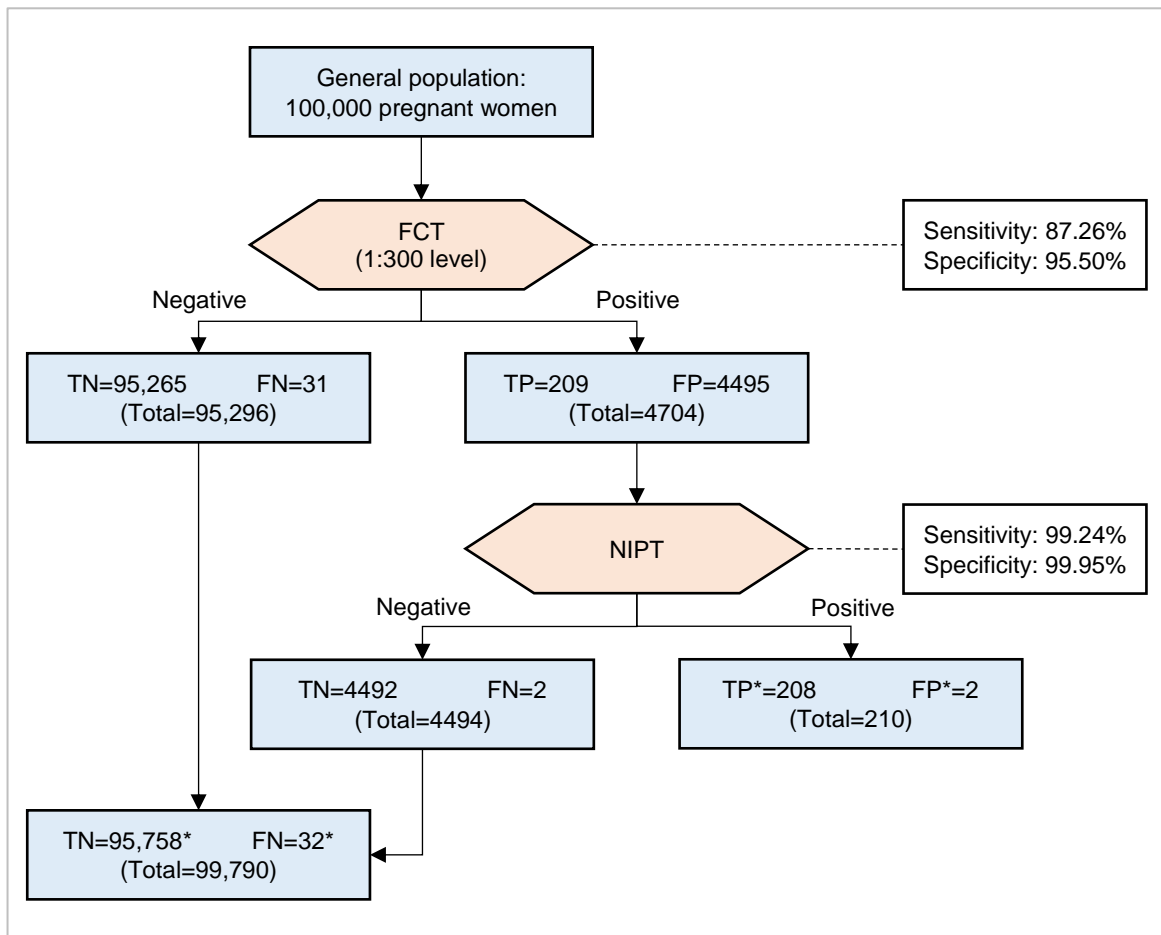 General population:
100,000 pregnant women
FCT
(1:300 level)
Sensitivity: 87.26%
Specificity: 95.50%
Negative
Positive
TN=95,265 FN=31
(Total=95,296)
TP=209 FP=4495
(Total=4704)
NIPT
Sensitivity: 99.24%
Specificity: 99.95%
Negative
Positive
TN=4492 FN=2
(Total=4494)
TP*=208 FP*=2
(Total=210)
TN=95,758* FN=32*
(Total=99,790)